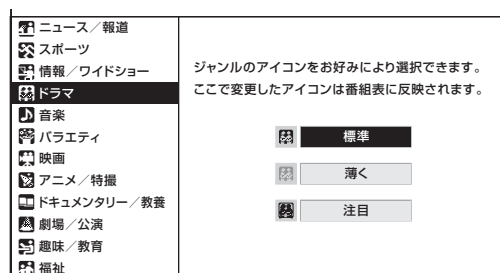 ニュース／報道
スポーツ
情報／ワイドショー
ドラマ
音楽
バラエティ
映画
アニメ／特撮
ドキュメンタリー／教養
劇場／公演
趣味／教育
福祉
ジャンルのアイコンをお好みにより選択できます。
ここで変更したアイコンは番組表に反映されます。
標準
薄く
注目